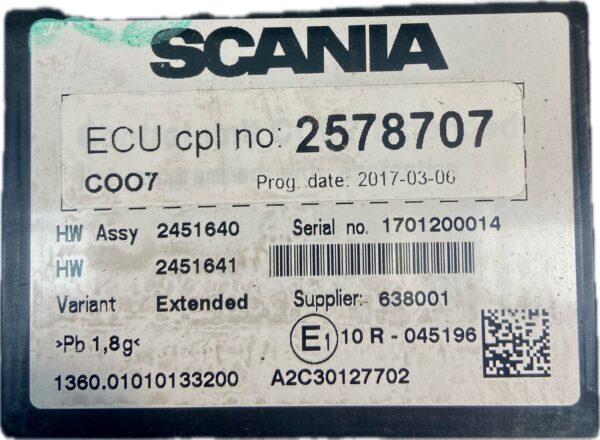 SCANIA
ECU cpl no: 2578707
COO7 Prog. date: 2017-03-06
HW Assy 2451640 Serial no. 1701200014
HW 2451641
Variant Extended Supplier: 638001
>Pb 1,8g< E1 10 R - 045196
1360.01010133200 A2C30127702